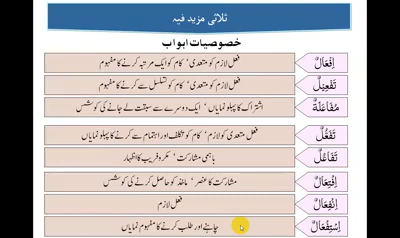 ثلاثی مزید فیہ
خصوصیات ابواب
اِفْعَالٌ فعل لازم کو متعدی، کام کو ایک مرتبہ کرنے کا مفہوم
تَفْعِیْلٌ فعل لازم کو متعدی، کام کو تسلسل سے کرنے کا مفہوم
مُفَاعَلَةٌ اشتراک کا پہلو نمایاں، ایک دوسرے سے سبقت لے جانے کی کوشش
تَفَعُّلٌ فعل متعدی کو لازم، کام کو تکلف اور اہتمام سے کرنے کا پہلو نمایاں
تَفَاعُلٌ باہمی مشارکت، مکر و فریب کا اظہار
اِفْتِعَالٌ مشارکت کا عنصر، ماخذ کو حاصل کرنے کی کوشش
اِنْفِعَالٌ فعل لازم
اِسْتِفْعَالٌ چاہنے اور طلب کرنے کا مفہوم نمایاں